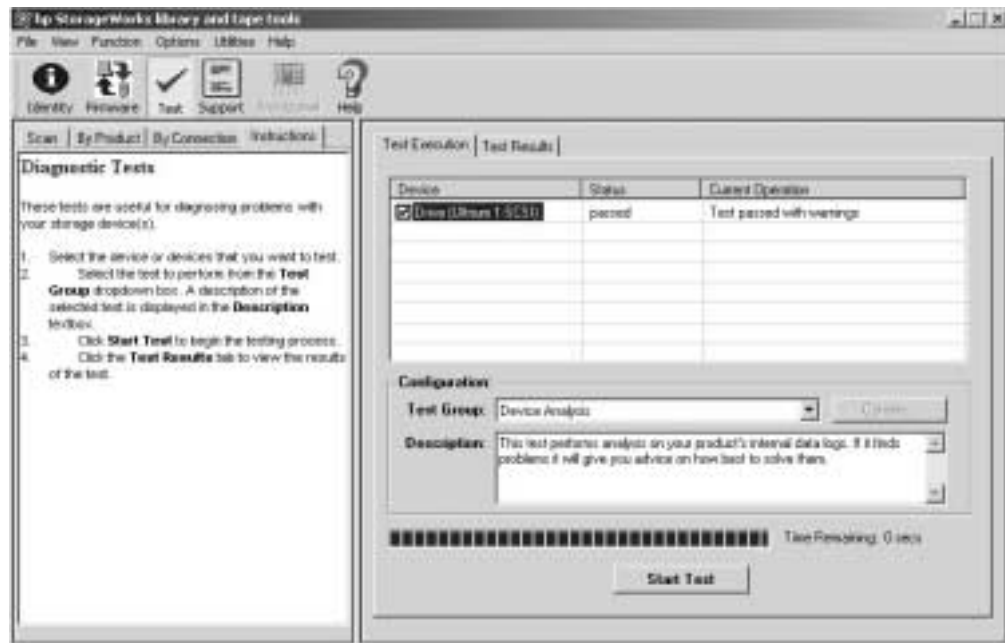 hp StorageWorks library and tape tools
File View Function Options Utilities Help
Identity Firmware Test Support Help
Scan By Product By Connection Instructions
Diagnostic Tests
These tests are useful for diagnosing problems with
your storage device(s).
1. Select the device or devices that you want to test.
2. Select the test to perform from the Test
Group dropdown box. A description of the
selected test is displayed in the Description
textbox.
3. Click Start Test to begin the testing process.
4. Click the Test Results tab to view the results
of the test.
Test Execution Test Results
Device Status Current Operation
Drive (Ultrium 1-SCSI) passed Test passed with warnings
Configuration
Test Group: Device Analysis
Description: This test performs analysis on your product's internal data logs. If it finds
problems it will give you advice on how best to solve them.
Time Remaining: 0 secs
Start Test